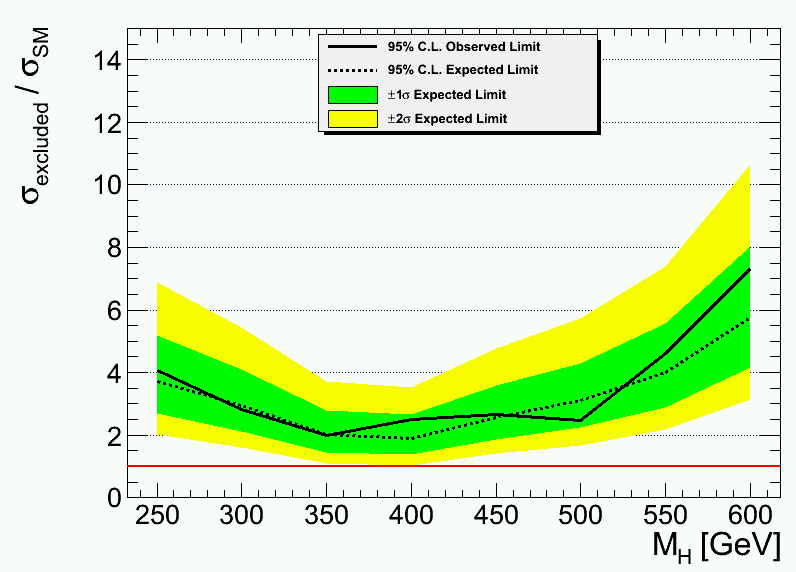 σexcluded / σSM
95% C.L. Observed Limit
95% C.L. Expected Limit
±1σ Expected Limit
±2σ Expected Limit
14
12
10
8
6
4
2
0
250 300 350 400 450 500 550 600
MH [GeV]